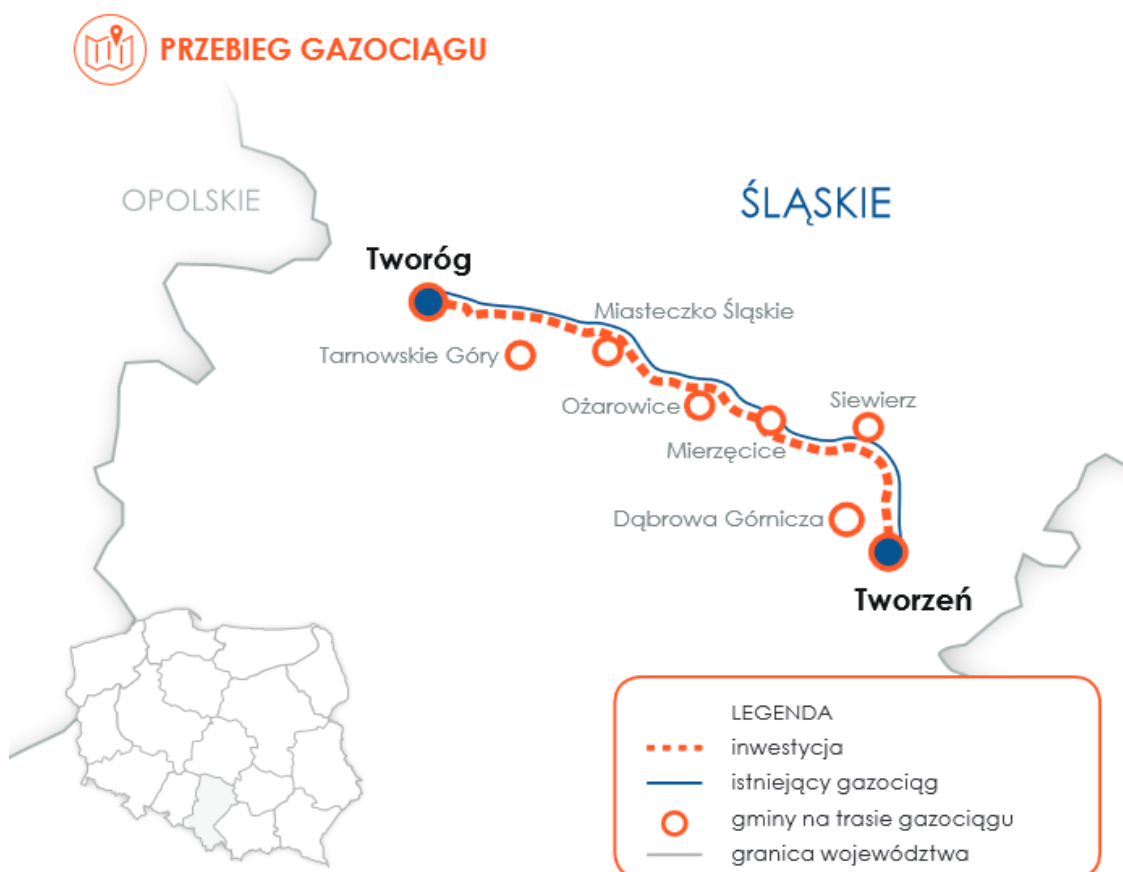 PRZEBIEG GAZOCIĄGU
OPOLSKIE
ŚLĄSKIE
Tworóg
Miasteczko Śląskie
Tarnowskie Góry
Ożarowice
Siewierz
Mierzęcice
Dąbrowa Górnicza
Tworzeń
LEGENDA
inwestycja
istniejący gazociąg
gminy na trasie gazociągu
granica województwa